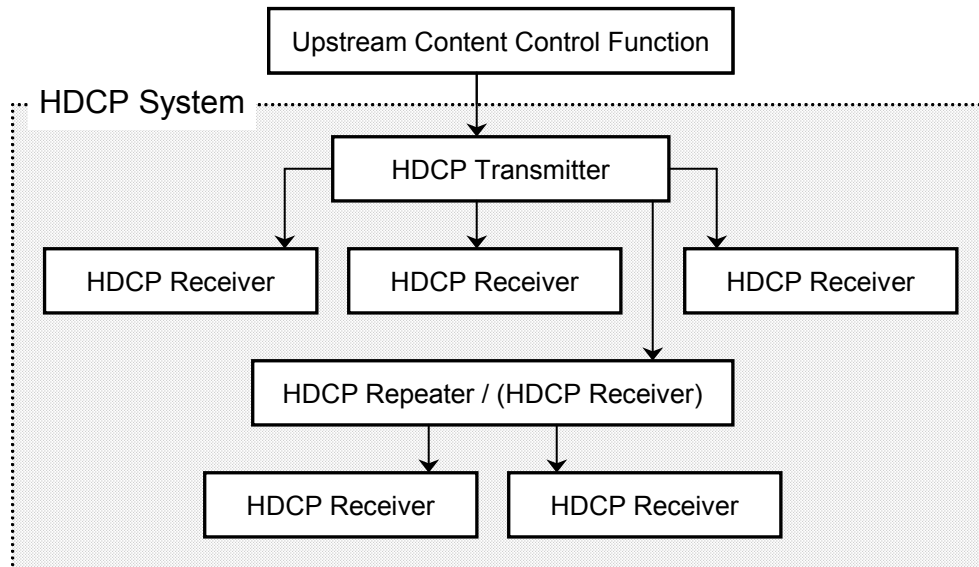 Upstream Content Control Function
HDCP System
HDCP Transmitter
HDCP Receiver
HDCP Receiver
HDCP Receiver
HDCP Repeater / (HDCP Receiver)
HDCP Receiver
HDCP Receiver